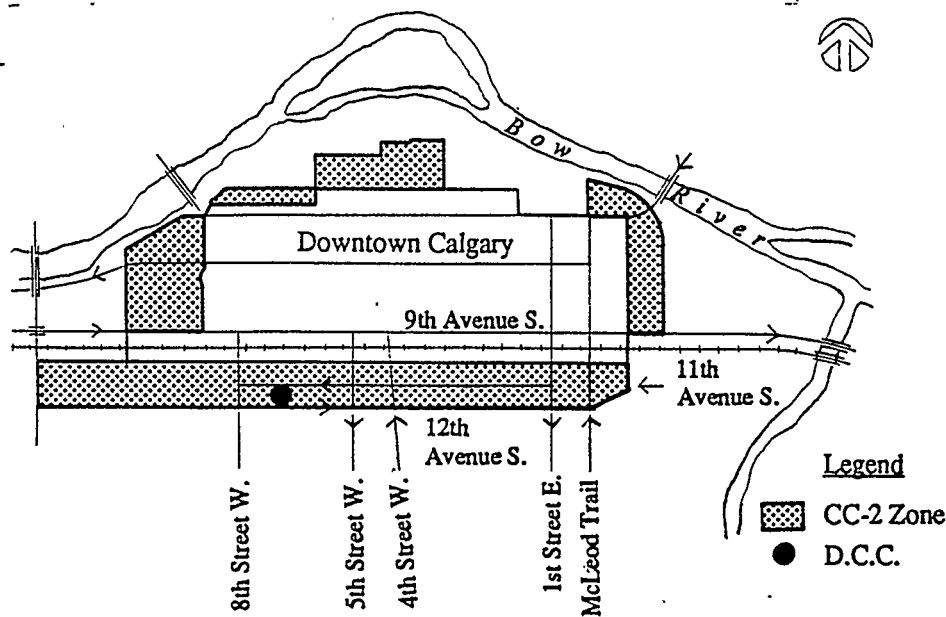 Bow
River
Downtown Calgary
9th Avenue S.
11th
Avenue S.
12th
Avenue S.
8th Street W.
5th Street W.
4th Street W.
1st Street E.
McLeod Trail
Legend
CC-2 Zone
D.C.C.